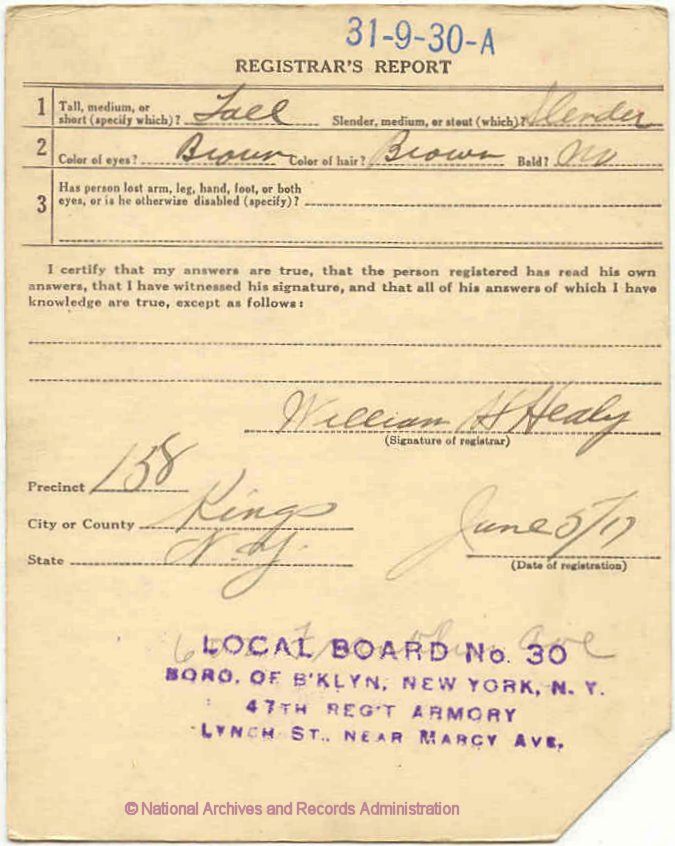 31-9-30-A
REGISTRAR'S REPORT
1 Tall, medium, or short (specify which)? Tall Slender, medium, or stout (which)? Slender
2 Color of eyes? Brown Color of hair? Brown Bald? No
3 Has person lost arm, leg, hand, foot, or both
eyes, or is he otherwise disabled (specify)?
I certify that my answers are true, that the person registered has read his own
answers, that I have witnessed his signature, and that all of his answers of which I have
knowledge are true, except as follows:
William H Healy
(Signature of registrar)
Precinct 158
City or County Kings
State N.Y.
June 5/17
(Date of registration)
Ave
LOCAL BOARD No. 30
BORO. OF B'KLYN, NEW YORK, N. Y.
47TH REG'T ARMORY
LYNCH ST., NEAR MARCY AVE.
© National Archives and Records Administration